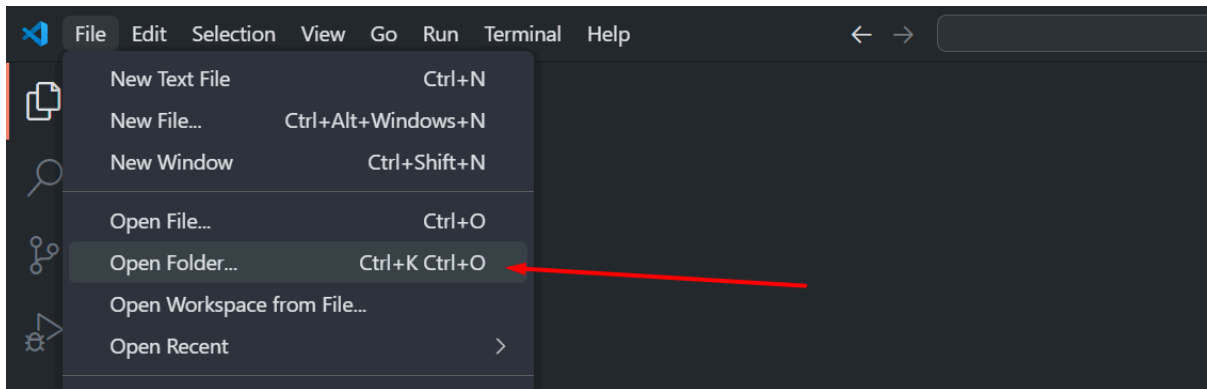 File Edit Selection View Go Run Terminal Help
New Text File Ctrl+N
New File... Ctrl+Alt+Windows+N
New Window Ctrl+Shift+N
Open File... Ctrl+O
Open Folder... Ctrl+K Ctrl+O
Open Workspace from File...
Open Recent